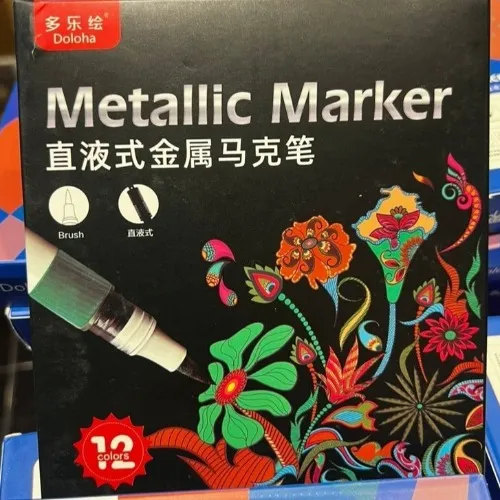 多乐绘®
Doloha
Metallic Marker
直液式金属马克笔
Brush
直液式
12
colors